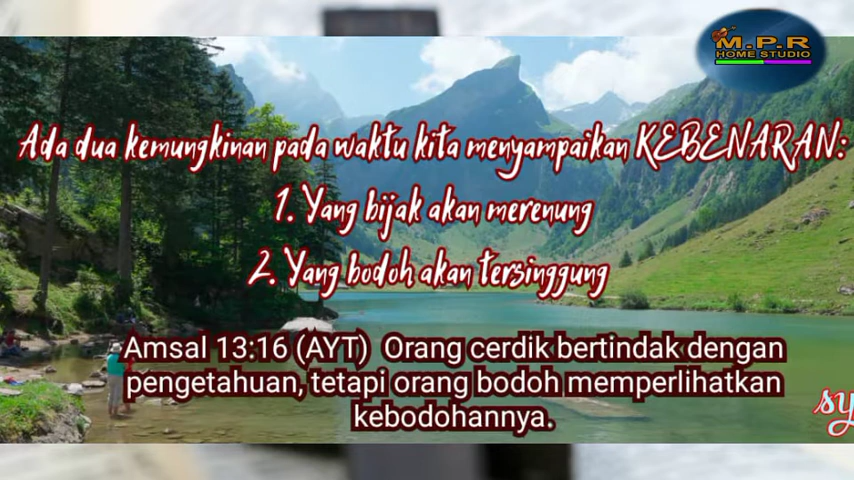 M.P.R
HOME STUDIO
Ada dua kemungkinan pada waktu kita menyampaikan KEBENARAN:
1. Yang bijak akan merenung
2. Yang bodoh akan tersinggung
Amsal 13:16 (AYT) Orang cerdik bertindak dengan
pengetahuan, tetapi orang bodoh memperlihatkan
kebodohannya.
sy